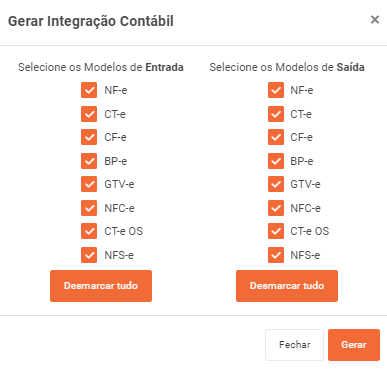 Gerar Integração Contábil ×
Selecione os Modelos de Entrada
NF-e
CT-e
CF-e
BP-e
GTV-e
NFC-e
CT-e OS
NFS-e
Desmarcar tudo
Selecione os Modelos de Saída
NF-e
CT-e
CF-e
BP-e
GTV-e
NFC-e
CT-e OS
NFS-e
Desmarcar tudo
Fechar
Gerar